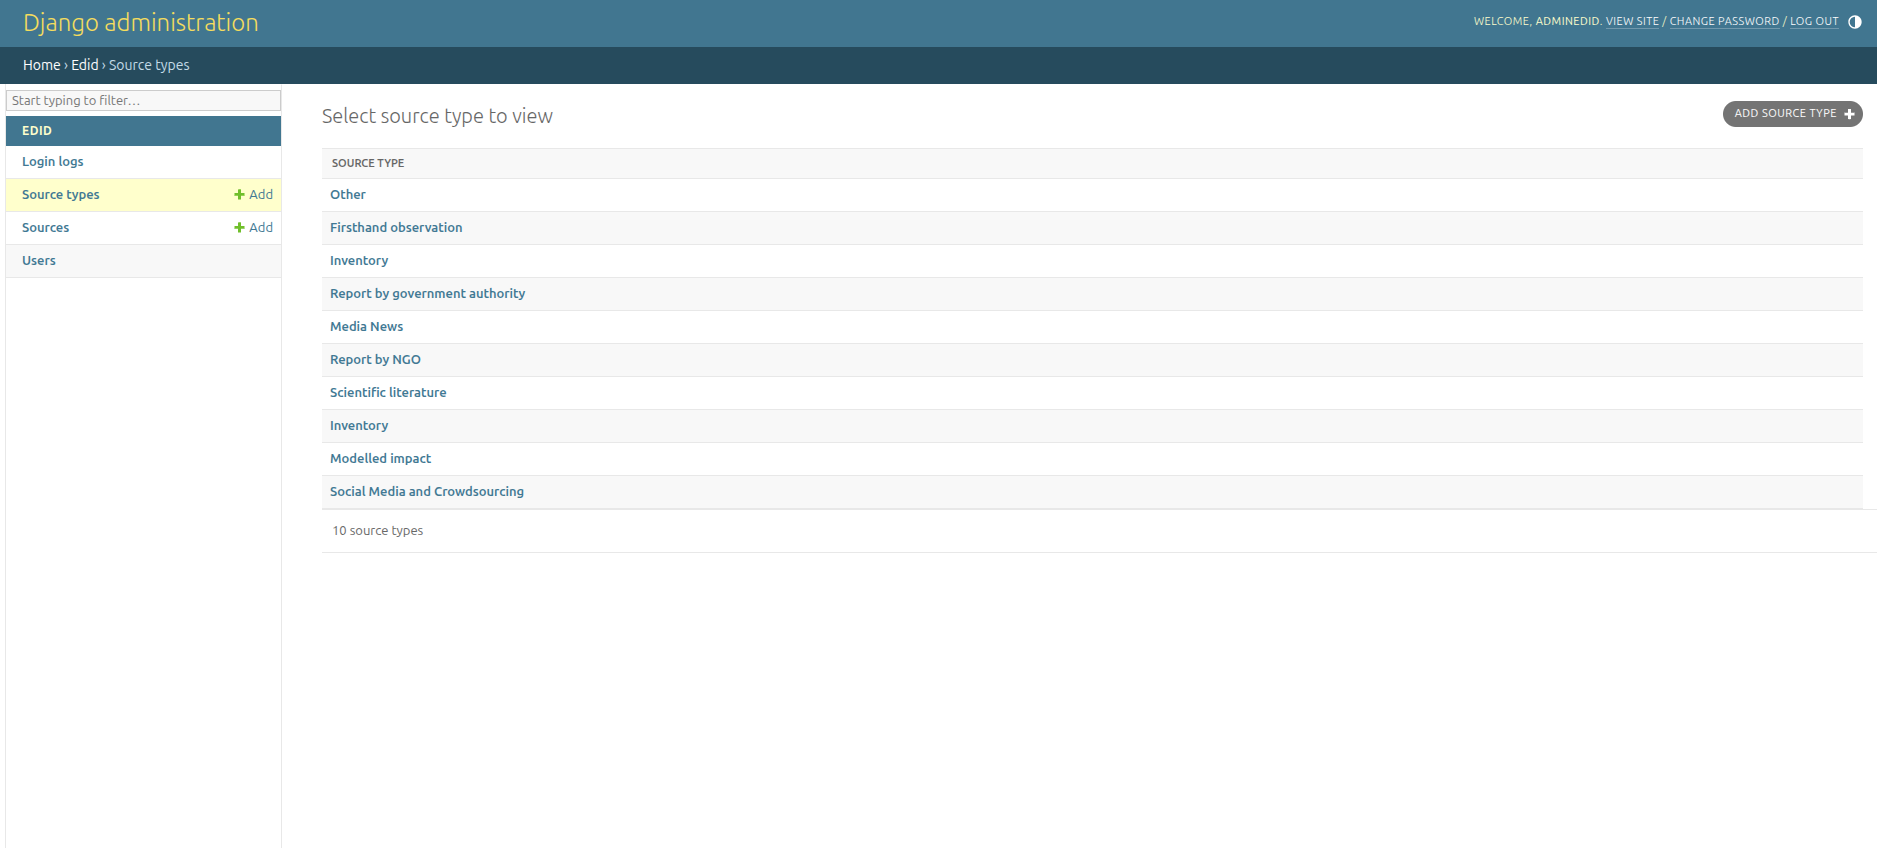 Django administration
WELCOME, ADMINEDID. VIEW SITE / CHANGE PASSWORD / LOG OUT
Home › Edid › Source types
Start typing to filter…
EDID
Login logs
Source types Add
Sources Add
Users
Select source type to view
ADD SOURCE TYPE
SOURCE TYPE
Other
Firsthand observation
Inventory
Report by government authority
Media News
Report by NGO
Scientific literature
Inventory
Modelled impact
Social Media and Crowdsourcing
10 source types